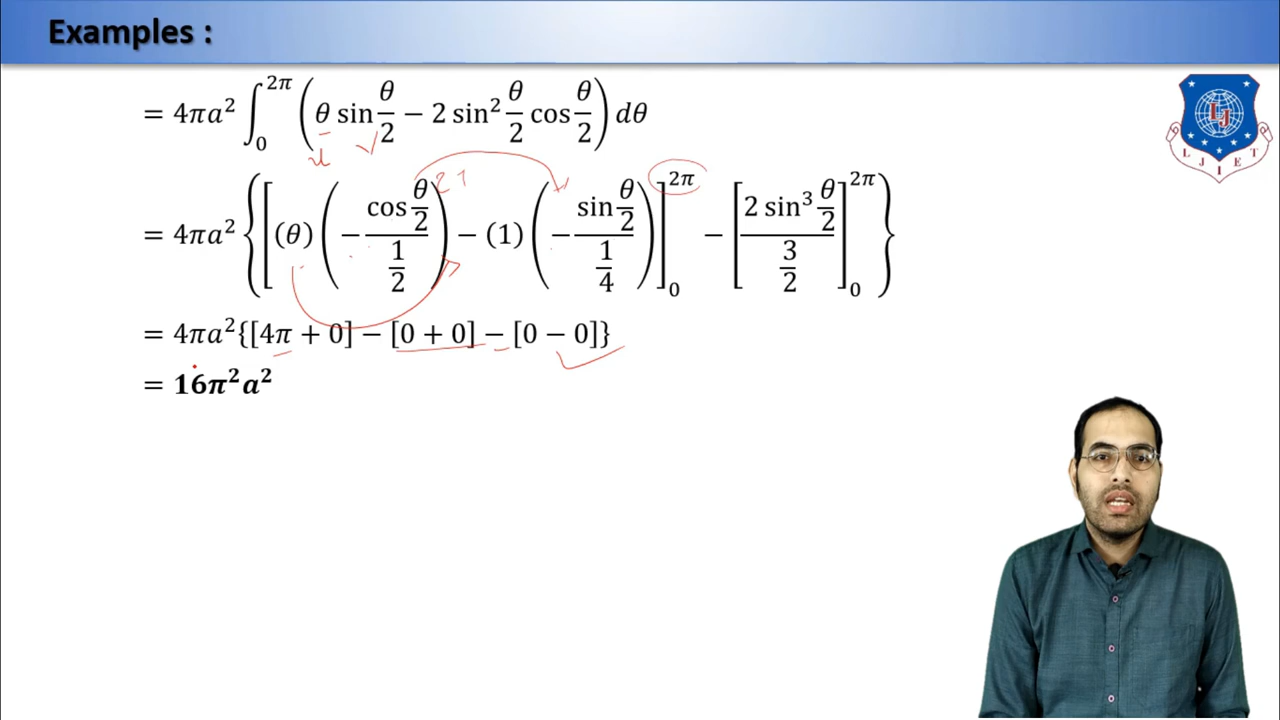 Examples :
= 4πa² ∫₀^{2π} (θ sin θ/2 − 2 sin² θ/2 cos θ/2) dθ
u
= 4πa² {[(θ)(− (cos θ/2)/(1/2)) − (1)(− (sin θ/2)/(1/4))]₀^{2π} − [(2 sin³ θ/2)/(3/2)]₀^{2π}}
= 4πa²{[4π + 0] − [0 + 0] − [0 − 0]}
= 16π²a²
LJ
LJIET